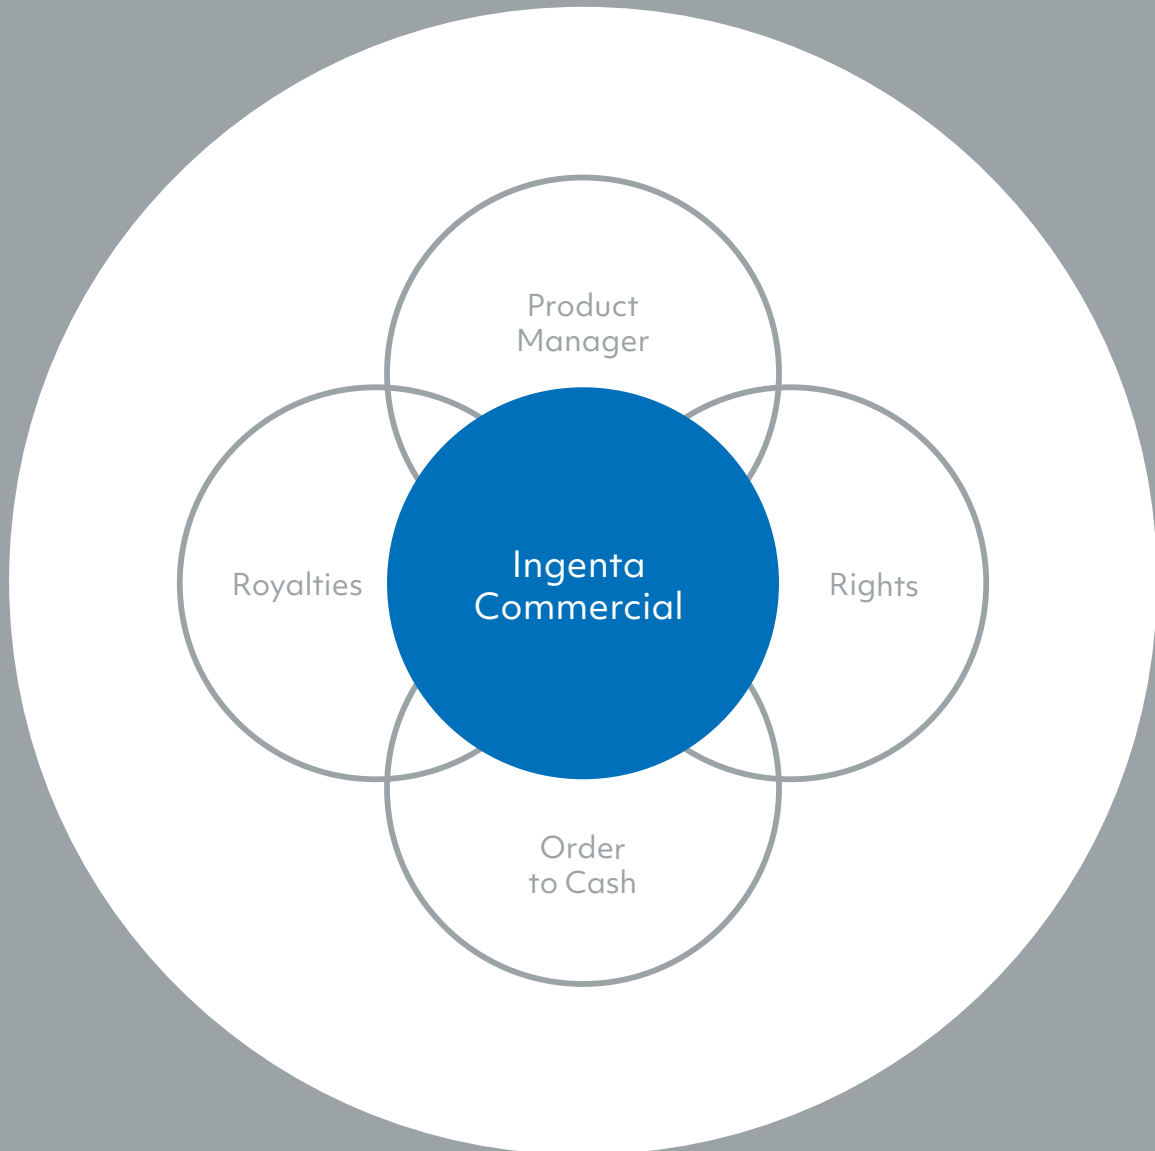 Product
Manager
Royalties
Ingenta
Commercial
Rights
Order
to Cash